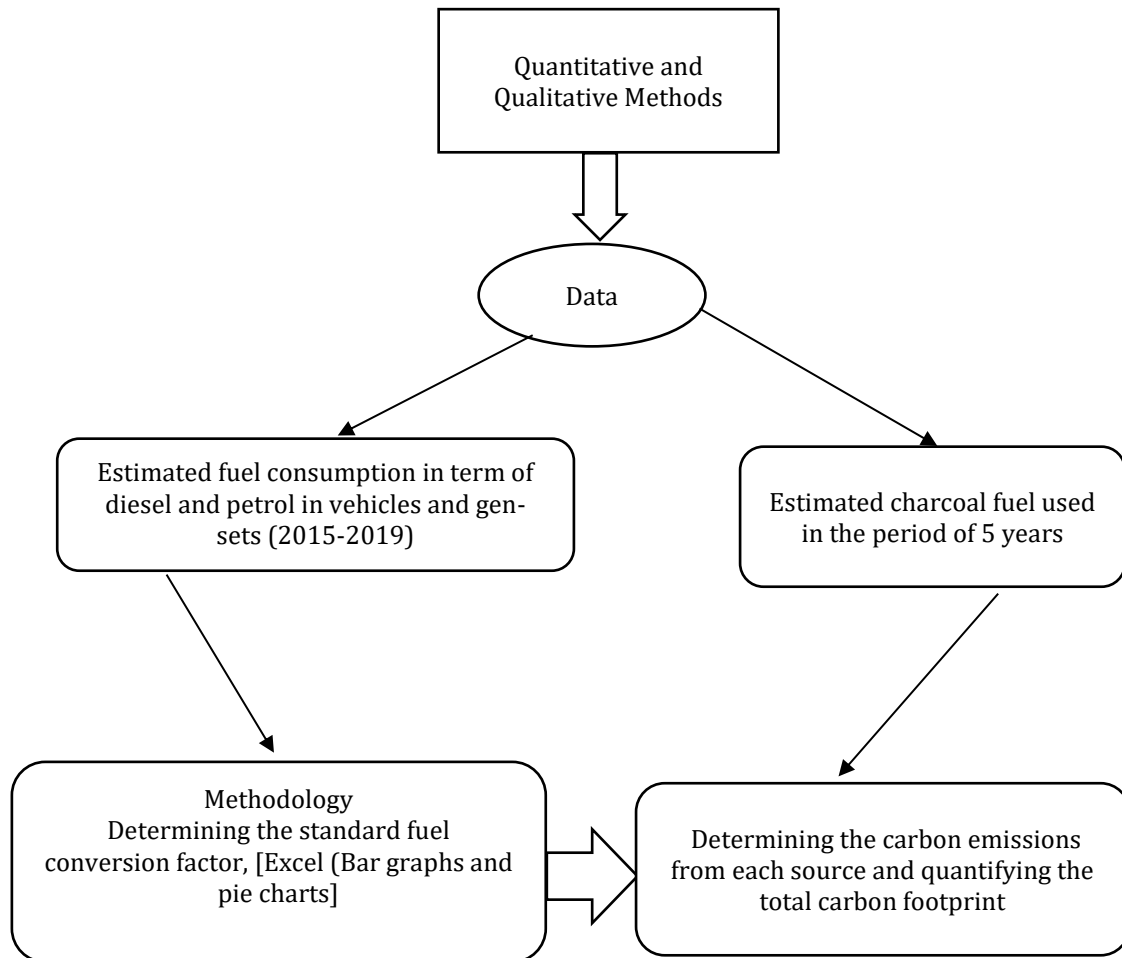 Quantitative and
Qualitative Methods
Data
Estimated fuel consumption in term of
diesel and petrol in vehicles and gen-
sets (2015-2019)
Estimated charcoal fuel used
in the period of 5 years
Methodology
Determining the standard fuel
conversion factor, [Excel (Bar graphs and
pie charts]
Determining the carbon emissions
from each source and quantifying the
total carbon footprint